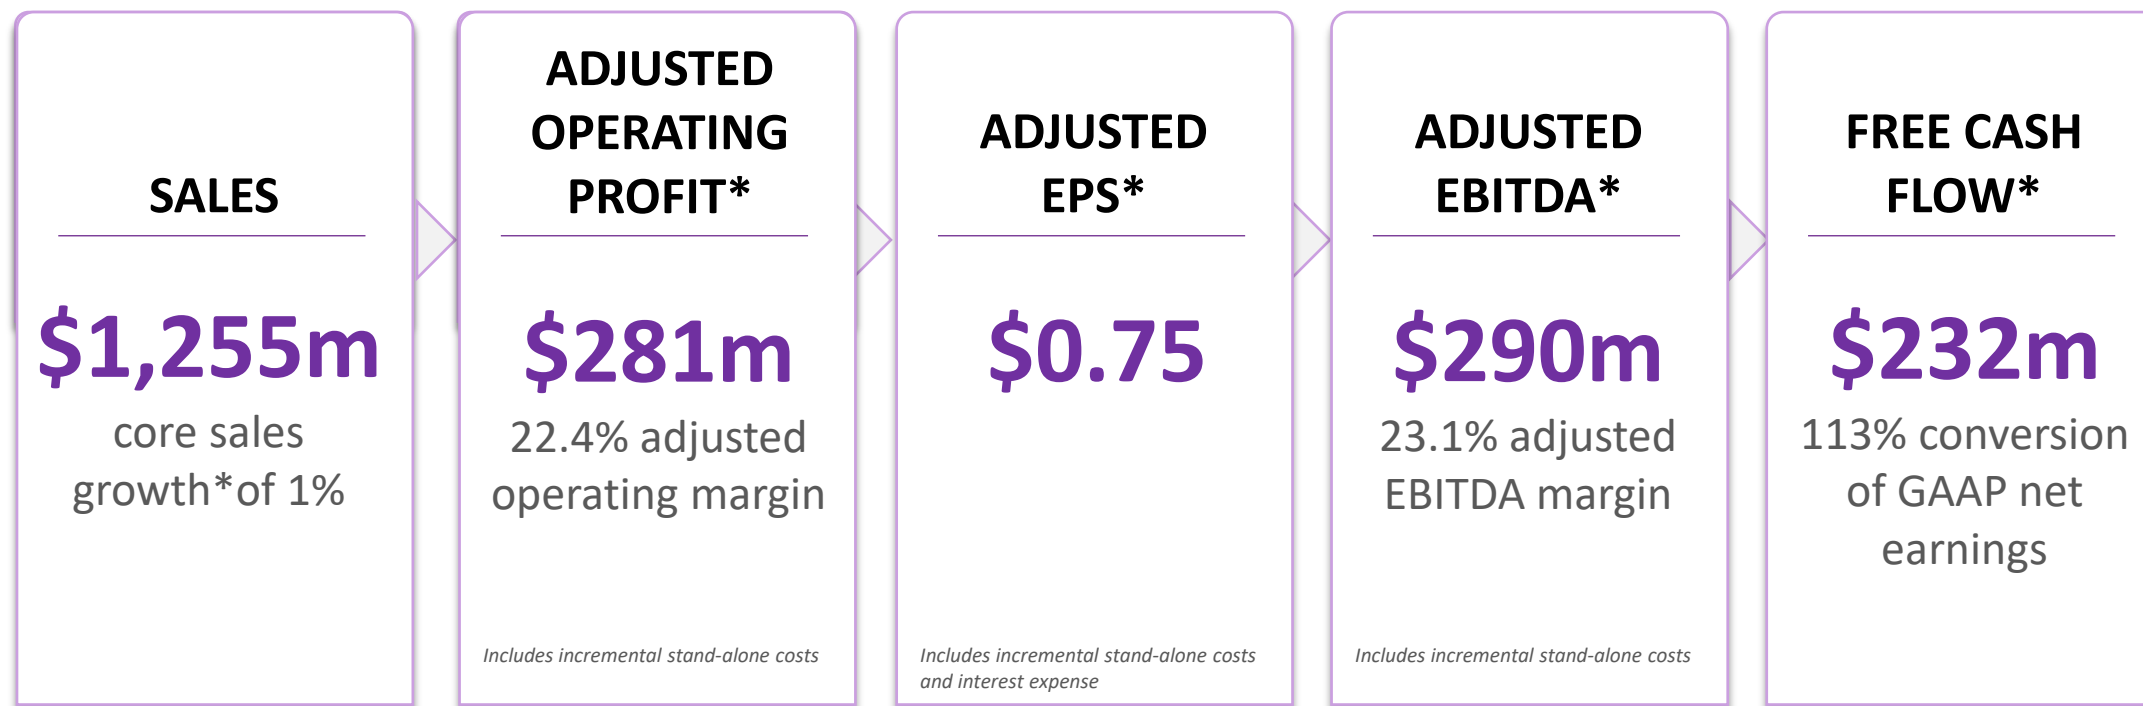 SALES
$1,255m
core sales
growth*of 1%
ADJUSTED
OPERATING
PROFIT*
$281m
22.4% adjusted
operating margin
Includes incremental stand-alone costs
ADJUSTED
EPS*
$0.75
Includes incremental stand-alone costs
and interest expense
ADJUSTED
EBITDA*
$290m
23.1% adjusted
EBITDA margin
Includes incremental stand-alone costs
FREE CASH
FLOW*
$232m
113% conversion
of GAAP net
earnings